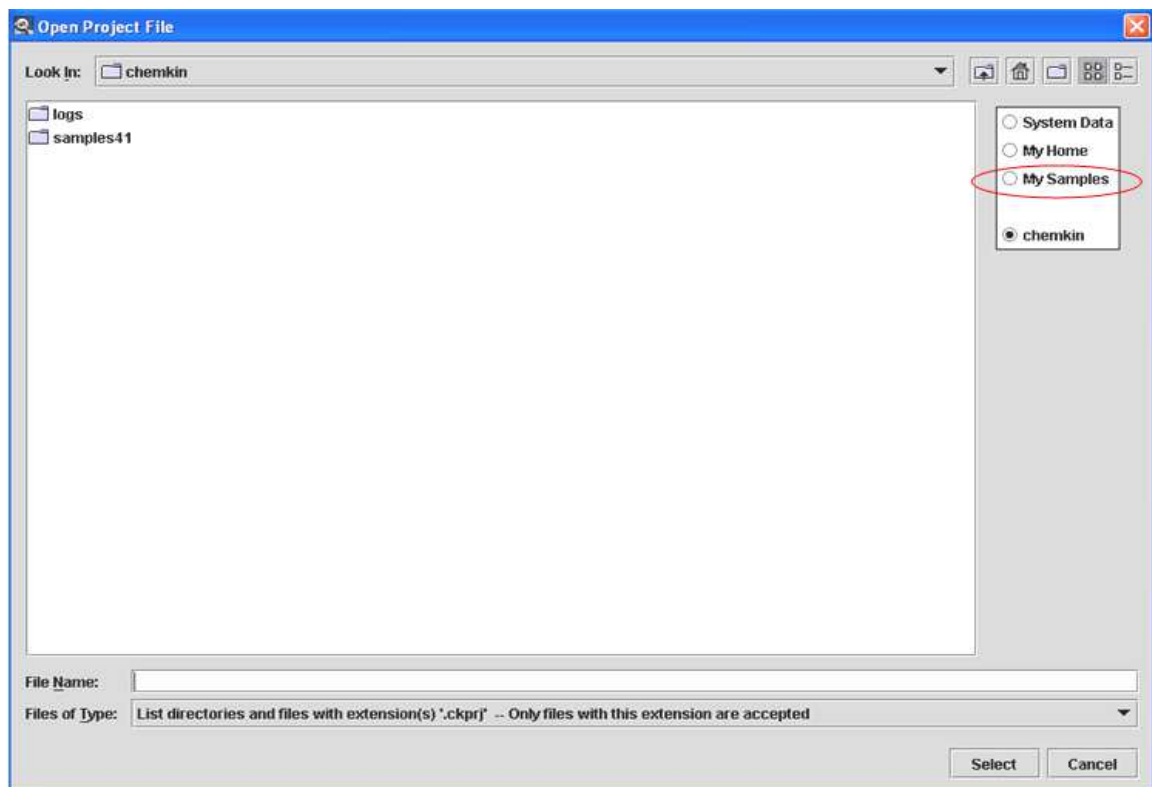 Open Project File
Look In: chemkin
logs
samples41
System Data
My Home
My Samples
chemkin
File Name:
Files of Type: List directories and files with extension(s) '.ckprj' -- Only files with this extension are accepted
Select Cancel